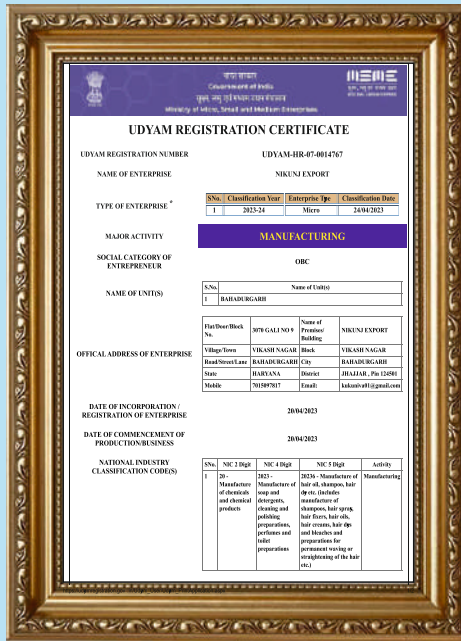 भारत सरकार
Government of India
सूक्ष्म, लघु एवं मध्यम उद्यम मंत्रालय
Ministry of Micro, Small and Medium Enterprises
UDYAM REGISTRATION CERTIFICATE
UDYAM REGISTRATION NUMBER UDYAM-HR-07-0014767
NAME OF ENTERPRISE NIKUNJ EXPORT
TYPE OF ENTERPRISE *
SNo. Classification Year Enterprise Type Classification Date
1 2023-24 Micro 24/04/2023
MAJOR ACTIVITY MANUFACTURING
SOCIAL CATEGORY OF
ENTREPRENEUR
OBC
NAME OF UNIT(S)
S.No. Name of Unit(s)
1 BAHADURGARH
OFFICAL ADDRESS OF ENTERPRISE
Flat/Door/Block
No.
3070 GALI NO 9
Name of
Premises/
Building
NIKUNJ EXPORT
Village/Town VIKASH NAGAR Block VIKASH NAGAR
Road/Street/Lane BAHADURGARH City BAHADURGARH
State HARYANA District JHAJJAR , Pin 124501
Mobile 7015097817 Email: kukuniva01@gmail.com
DATE OF INCORPORATION /
REGISTRATION OF ENTERPRISE
20/04/2023
DATE OF COMMENCEMENT OF
PRODUCTION/BUSINESS
20/04/2023
NATIONAL INDUSTRY
CLASSIFICATION CODE(S)
SNo. NIC 2 Digit NIC 4 Digit NIC 5 Digit Activity
1
20 -
Manufacture
of chemicals
and chemical
products
2023 -
Manufacture of
soap and
detergents,
cleaning and
polishing
preparations,
perfumes and
toilet
preparations
20236 - Manufacture of
hair oil, shampoo, hair
dye etc. (includes
manufacture of
shampoos, hair spray,
hair fixers, hair oils,
hair creams, hair dyes
and bleaches and
preparations for
permanent waving or
straightening of the hair
etc.)
Manufacturing